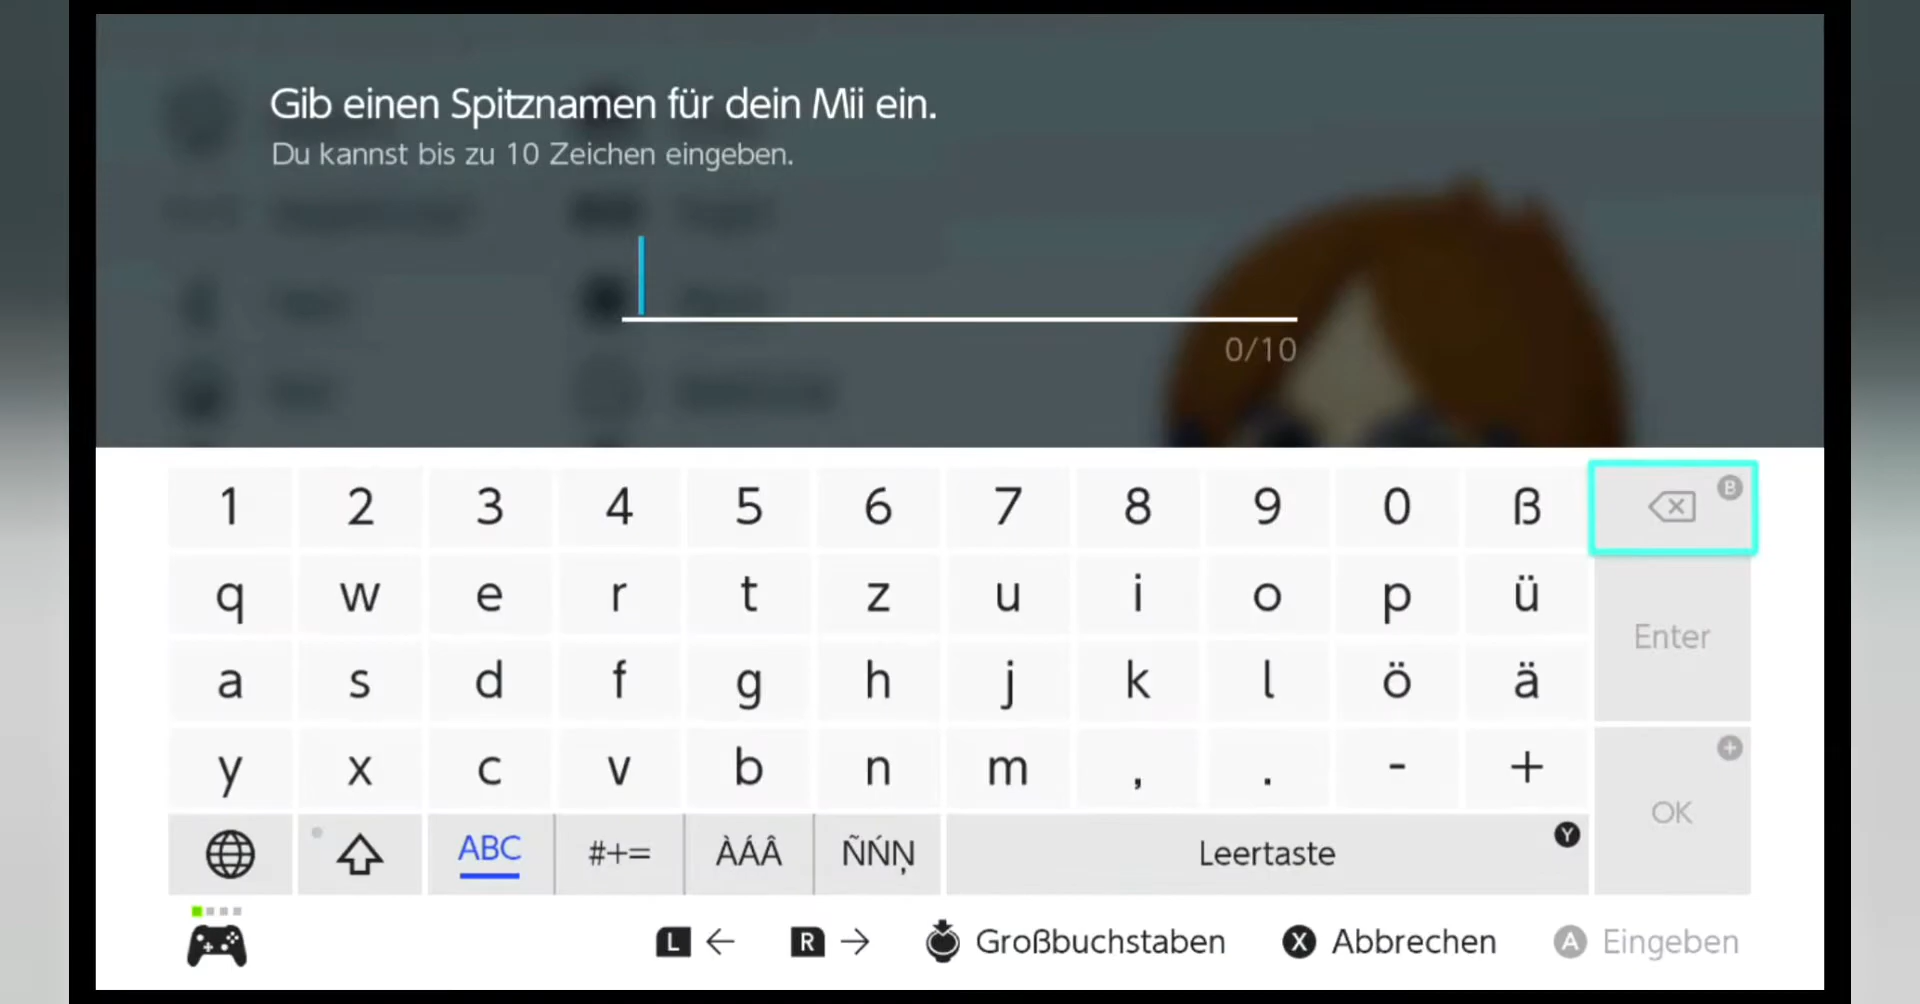 Gib einen Spitznamen für dein Mii ein.
Du kannst bis zu 10 Zeichen eingeben.
0/10
1 2 3 4 5 6 7 8 9 0 ß B
q w e r t z u i o p ü Enter
a s d f g h j k l ö ä
y x c v b n m , . - + OK
ABC #+= ÀÁÂ ÑŃŅ Leertaste Y
L ← R → Großbuchstaben X Abbrechen A Eingeben